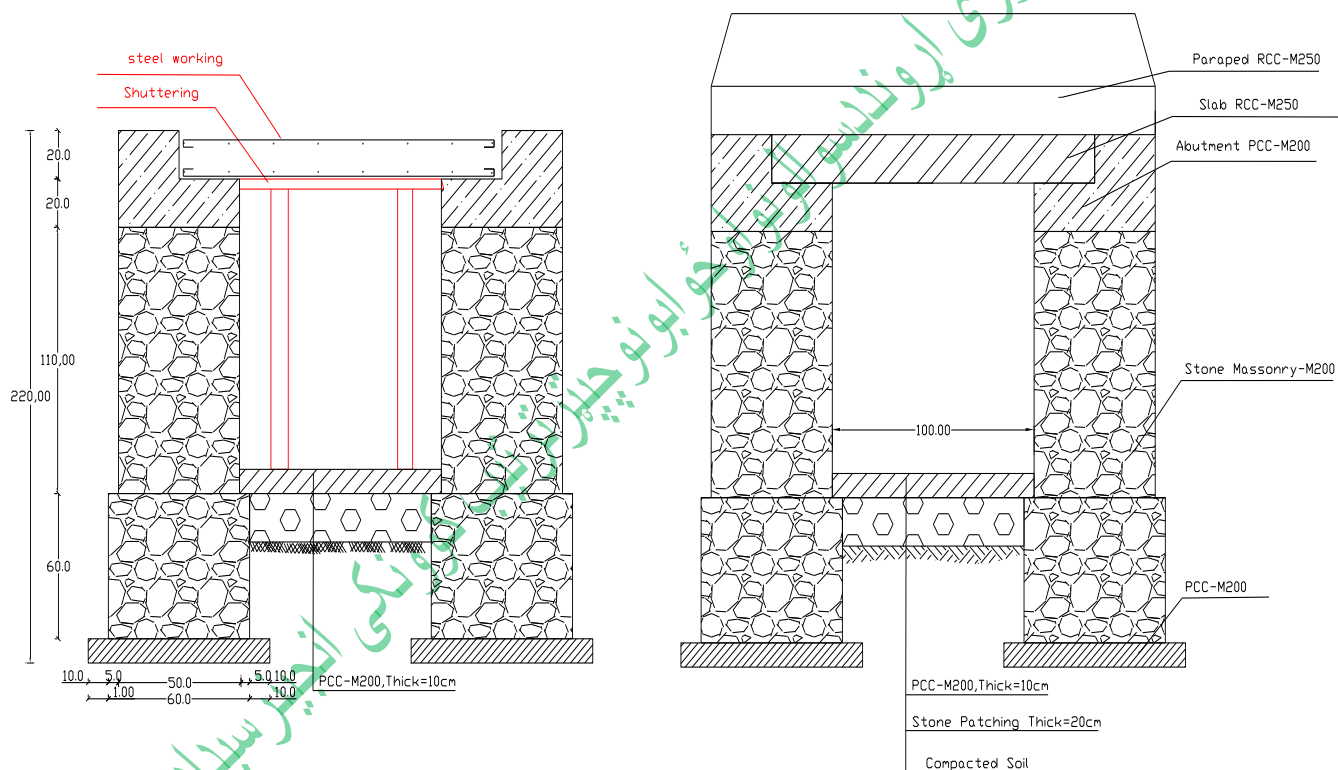 steel working
Shuttering
20.0
20.0
110,00
220,00
60.0
10.0 5.0 50.0 5.0 10.0
1.00 60.0 10.0
PCC-M200,Thick=10cm
Paraped RCC-M250
Slab RCC-M250
Abutment PCC-M200
100.00
Stone Massonry-M200
PCC-M200
PCC-M200,Thick=10cm
Stone Patching Thick=20cm
Compacted Soil